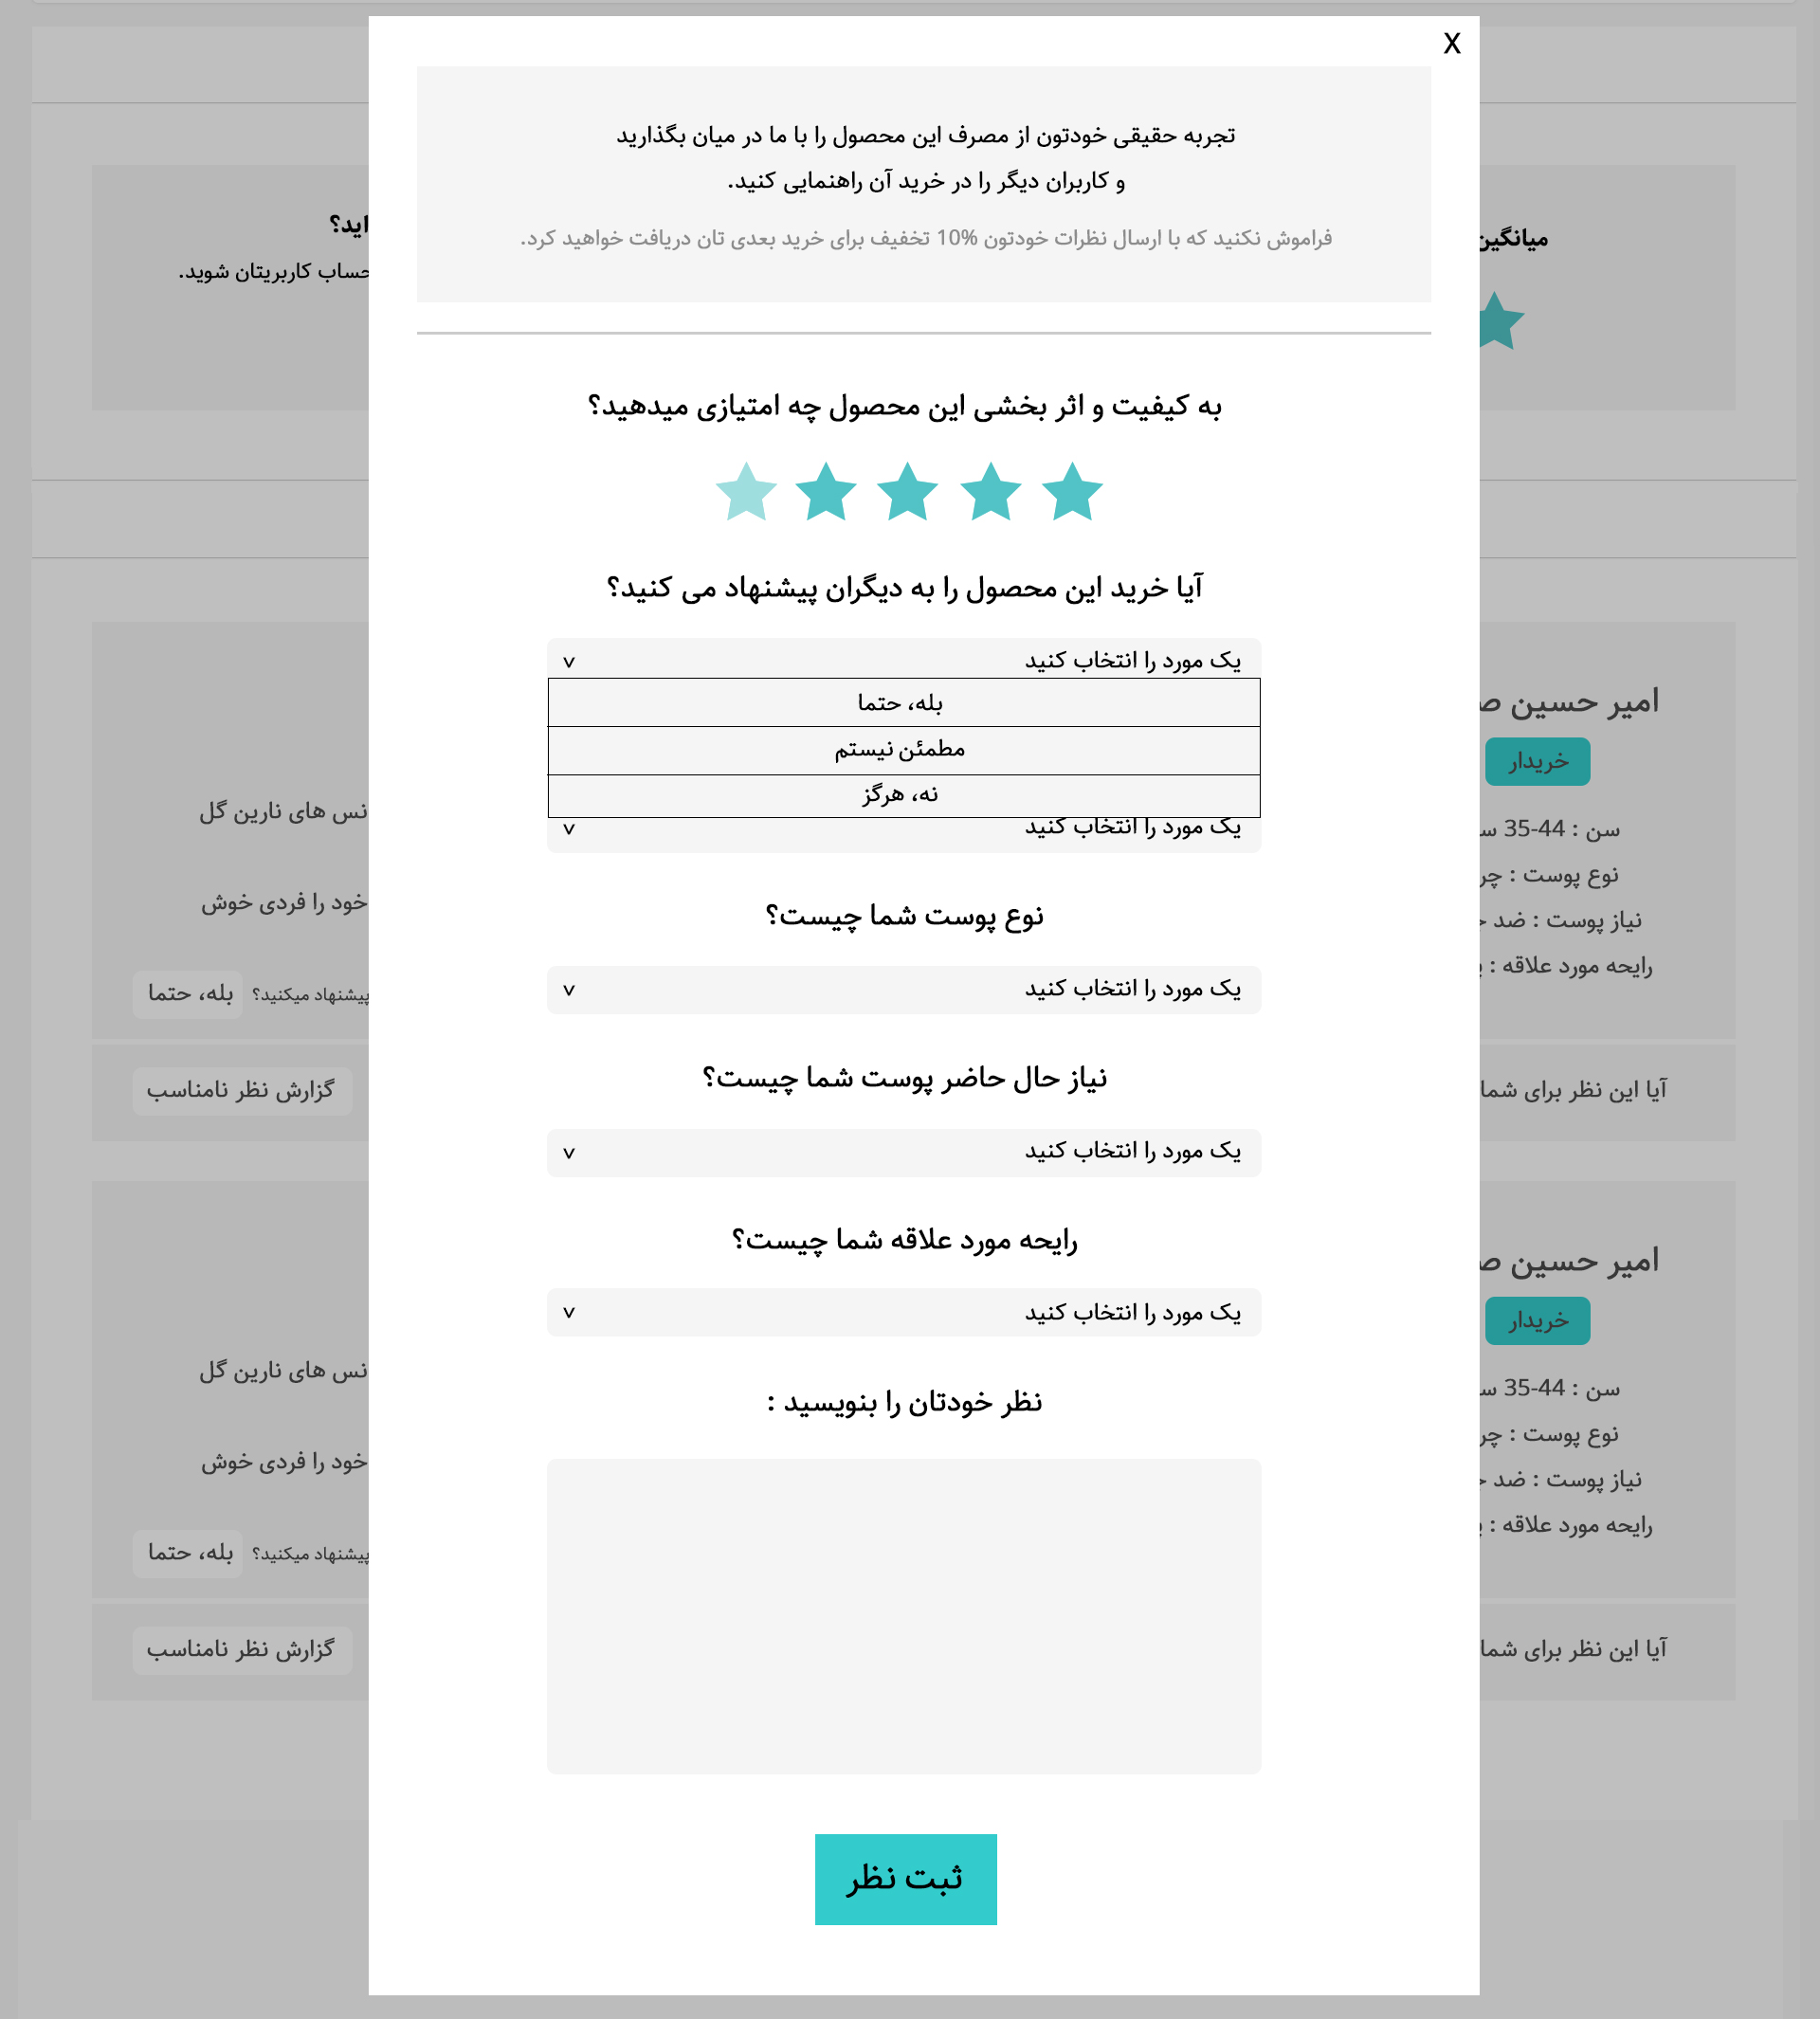 X
تجربه حقیقی خودتون از مصرف این محصول را با ما در میان بگذارید
و کاربران دیگر را در خرید آن راهنمایی کنید.
فراموش نکنید که با ارسال نظرات خودتون 10% تخفیف برای خرید بعدی تان دریافت خواهید کرد.
به کیفیت و اثر بخشی این محصول چه امتیازی میدهید؟
آیا خرید این محصول را به دیگران پیشنهاد می کنید؟
یک مورد را انتخاب کنید
بله، حتما
مطمئن نیستم
نه، هرگز
یک مورد را انتخاب کنید
نوع پوست شما چیست؟
یک مورد را انتخاب کنید
نیاز حال حاضر پوست شما چیست؟
یک مورد را انتخاب کنید
رایحه مورد علاقه شما چیست؟
یک مورد را انتخاب کنید
نظر خودتان را بنویسید :
ثبت نظر
میانگین
امیر حسین
خریدار
سن : 35-44
نوع پوست :
نیاز پوست : ضد
رایحه مورد علاقه :
آیا این نظر برای شما
امیر حسین
خریدار
سن : 35-44
نوع پوست :
نیاز پوست : ضد
رایحه مورد علاقه :
آیا این نظر برای شما
حساب کاربریتان شوید.
های نارین گل
خود را فردی خوش
پیشنهاد میکنید؟ بله، حتما
گزارش نظر نامناسب
های نارین گل
خود را فردی خوش
پیشنهاد میکنید؟ بله، حتما
گزارش نظر نامناسب